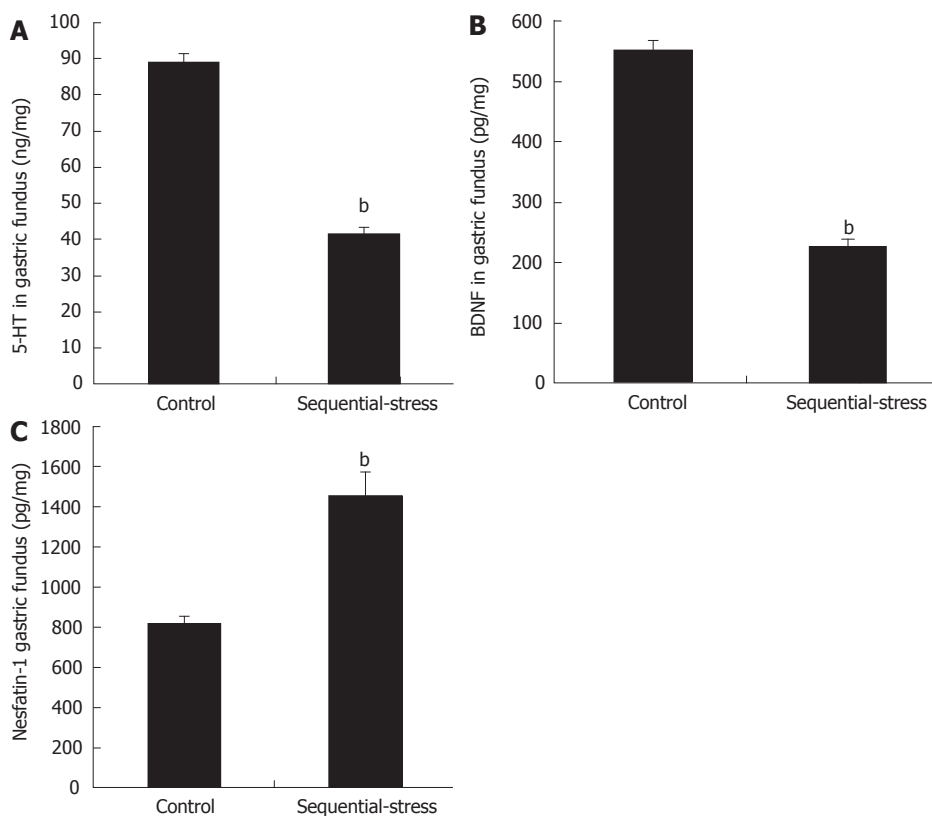 A
5-HT in gastric fundus (ng/mg)
100
90
80
70
60
50
40
30
20
10
0
b
Control
Sequential-stress
B
BDNF in gastric fundus (pg/mg)
600
500
400
300
200
100
0
b
Control
Sequential-stress
C
Nesfatin-1 gastric fundus (pg/mg)
1800
1600
1400
1200
1000
800
600
400
200
0
b
Control
Sequential-stress